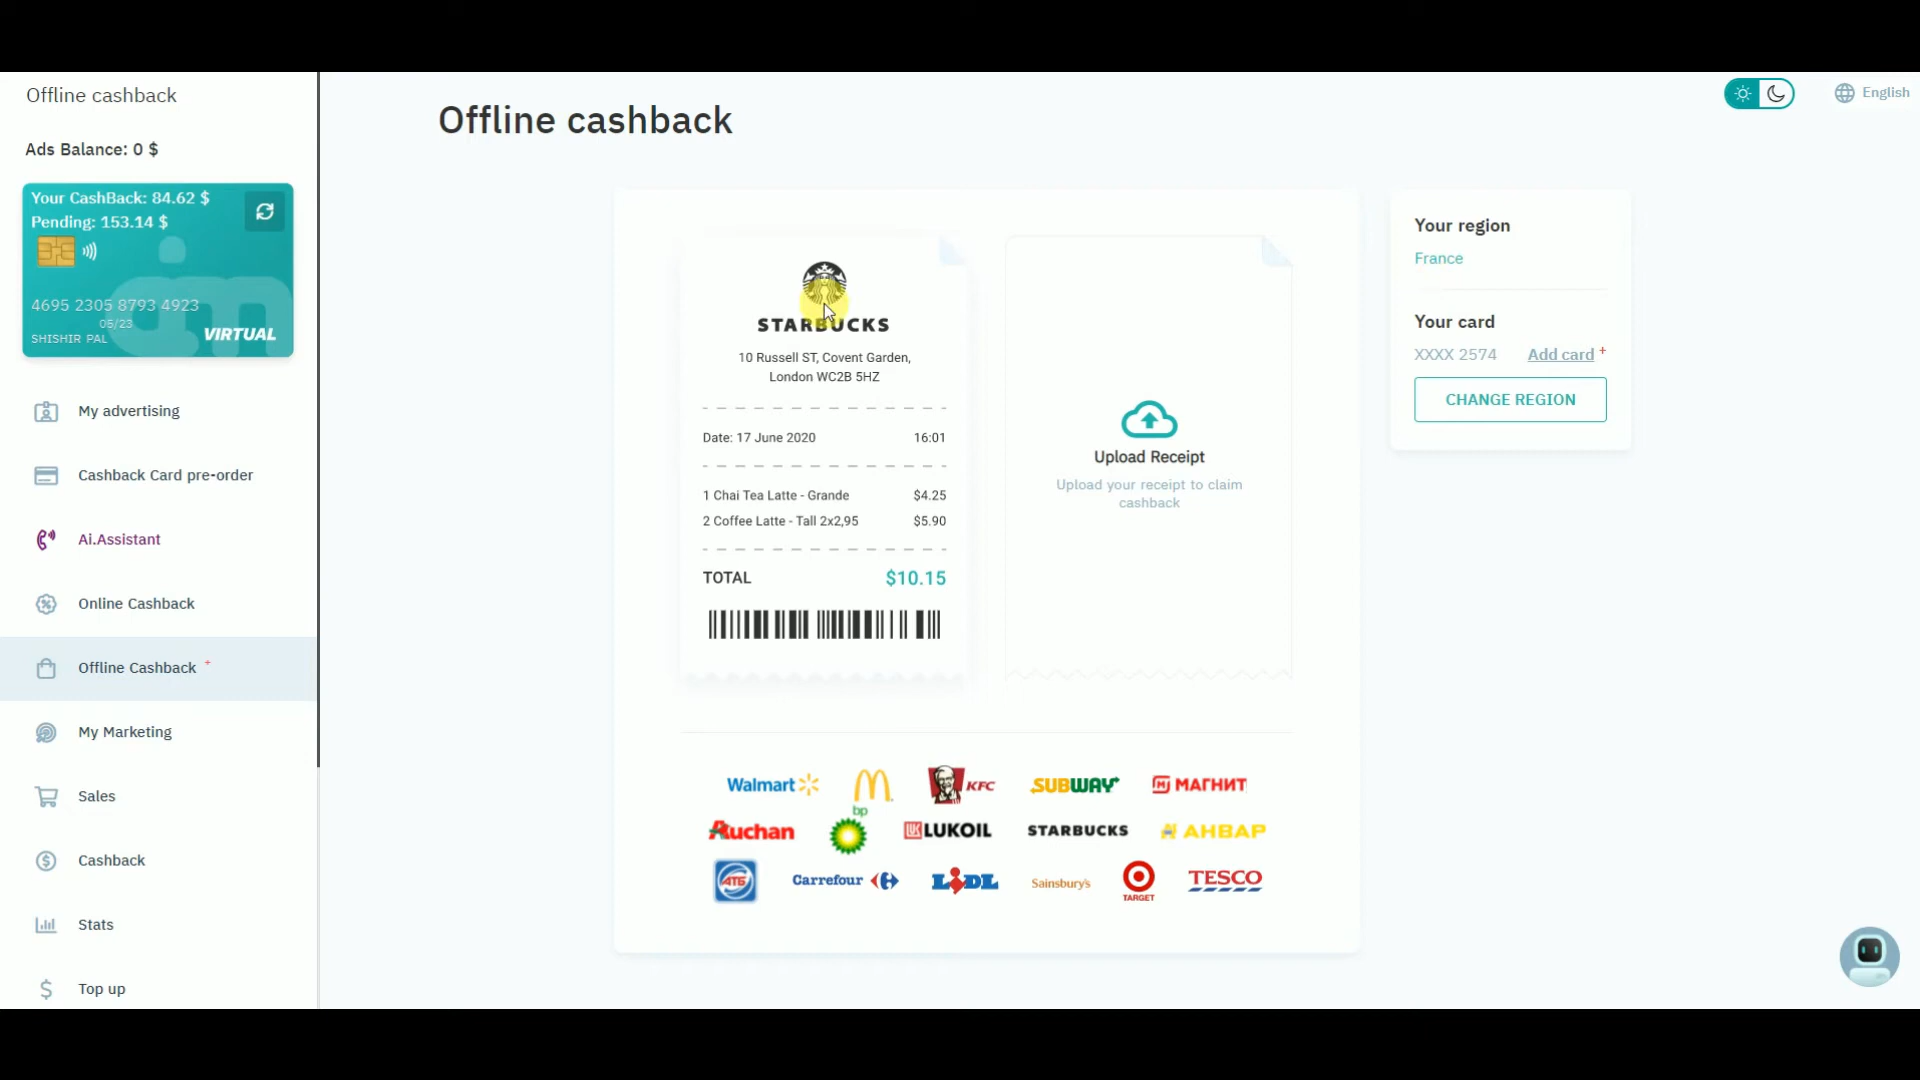 Offline cashback
Ads Balance: 0 $
Your CashBack: 84.62 $
Pending: 153.14 $
4695 2305 8793 4923
05/23
SHISHIR PAL
VIRTUAL
My advertising
Cashback Card pre-order
Ai.Assistant
Online Cashback
Offline Cashback +
My Marketing
Sales
Cashback
Stats
Top up
Offline cashback
English
STARBUCKS
10 Russell ST, Covent Garden,
London WC2B 5HZ
Date: 17 June 2020 16:01
1 Chai Tea Latte - Grande $4.25
2 Coffee Latte - Tall 2x2,95 $5.90
TOTAL $10.15
Upload Receipt
Upload your receipt to claim
cashback
Your region
France
Your card
XXXX 2574 Add card +
CHANGE REGION
Walmart KFC SUBWAY МАГНИТ
Auchan bp LUKOIL STARBUCKS АНВАР
АТБ Carrefour LIDL Sainsbury's TARGET TESCO